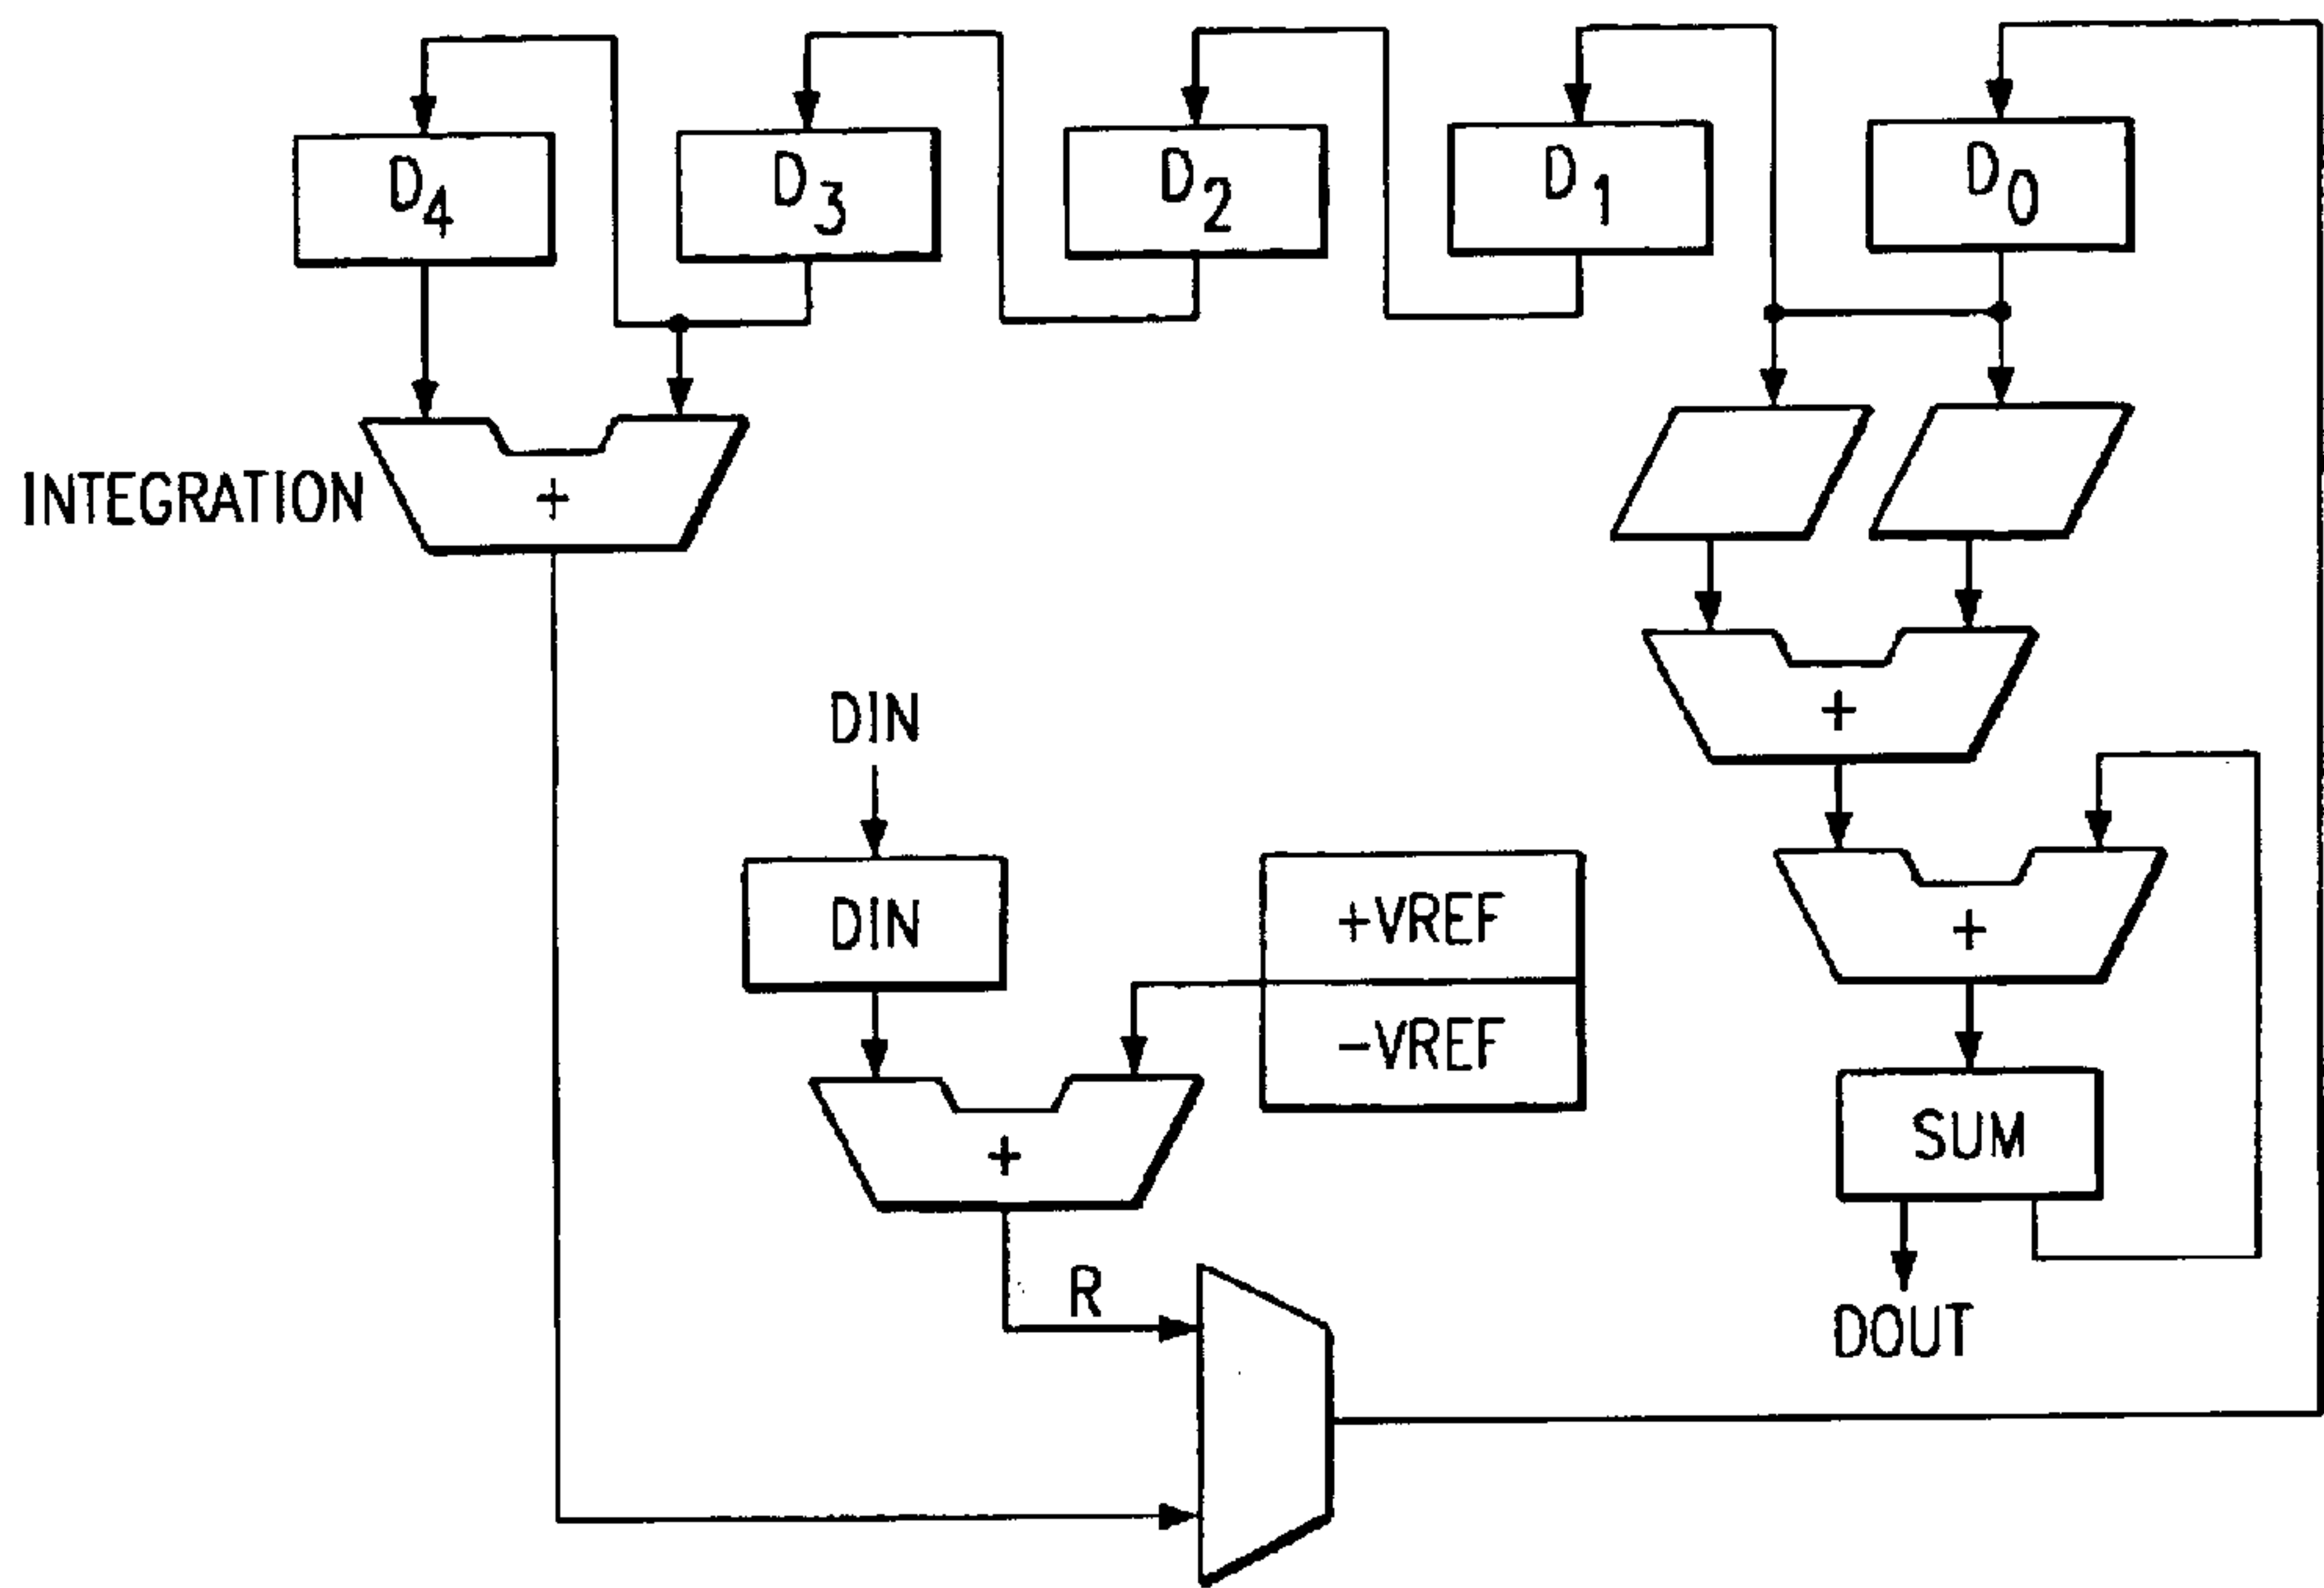 D4
D3
D2
D1
D0
INTEGRATION
+
+
DIN
DIN
+VREF
-VREF
+
+
SUM
R
DOUT